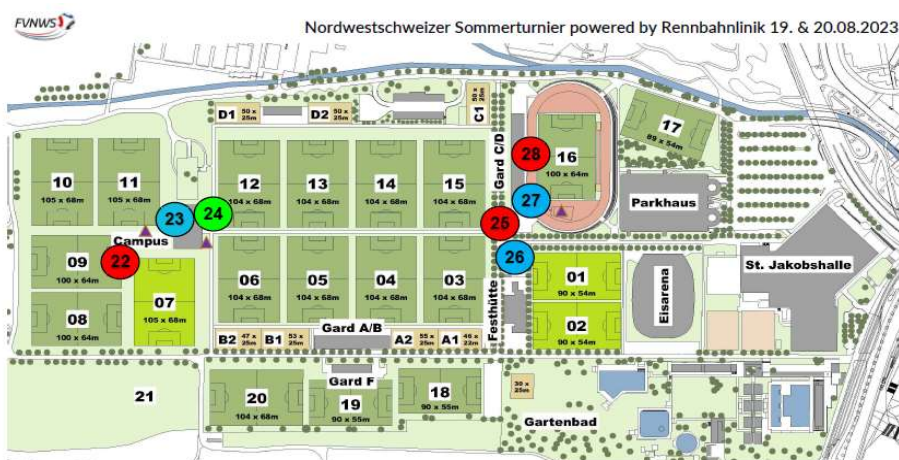 FVNWS
Nordwestschweizer Sommerturnier powered by Rennbahnlinik 19. & 20.08.2023
D1 50 x 25m
D2 50 x 25m
C1 50 x 25m
Gard C/D
17
89 x 54m
28
16
100 x 64m
10
105 x 68m
11
105 x 68m
12
104 x 68m
13
104 x 68m
14
104 x 68m
15
104 x 68m
27
Parkhaus
23
24
25
Campus
22
26
09
100 x 64m
07
105 x 68m
06
104 x 68m
05
104 x 68m
04
104 x 68m
03
104 x 68m
01
90 x 54m
Eisarena
St. Jakobshalle
08
100 x 64m
Festhütte
02
90 x 54m
Gard A/B
B2 47 x 25m
B1 53 x 25m
A2 55 x 25m
A1 46 x 22m
21
20
104 x 68m
Gard F
19
90 x 55m
18
90 x 55m
30 x 25m
Gartenbad